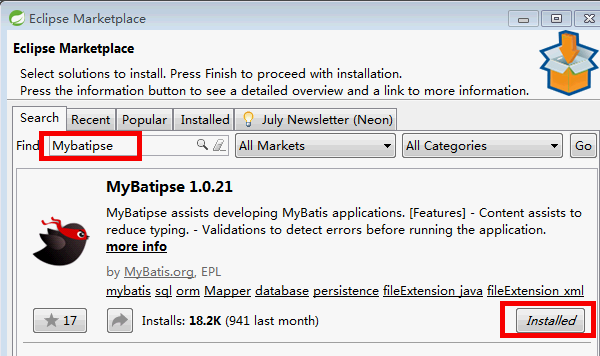 Eclipse Marketplace
Eclipse Marketplace
Select solutions to install. Press Finish to proceed with installation.
Press the information button to see a detailed overview and a link to more information.
Search Recent Popular Installed July Newsletter (Neon)
Find: Mybatipse All Markets All Categories Go
MyBatipse 1.0.21
MyBatipse assists developing MyBatis applications. [Features] - Content assists to
reduce typing. - Validations to detect errors before running the application.
more info
by MyBatis.org, EPL
mybatis sql orm Mapper database persistence fileExtension java fileExtension xml
17 Installs: 18.2K (941 last month) Installed